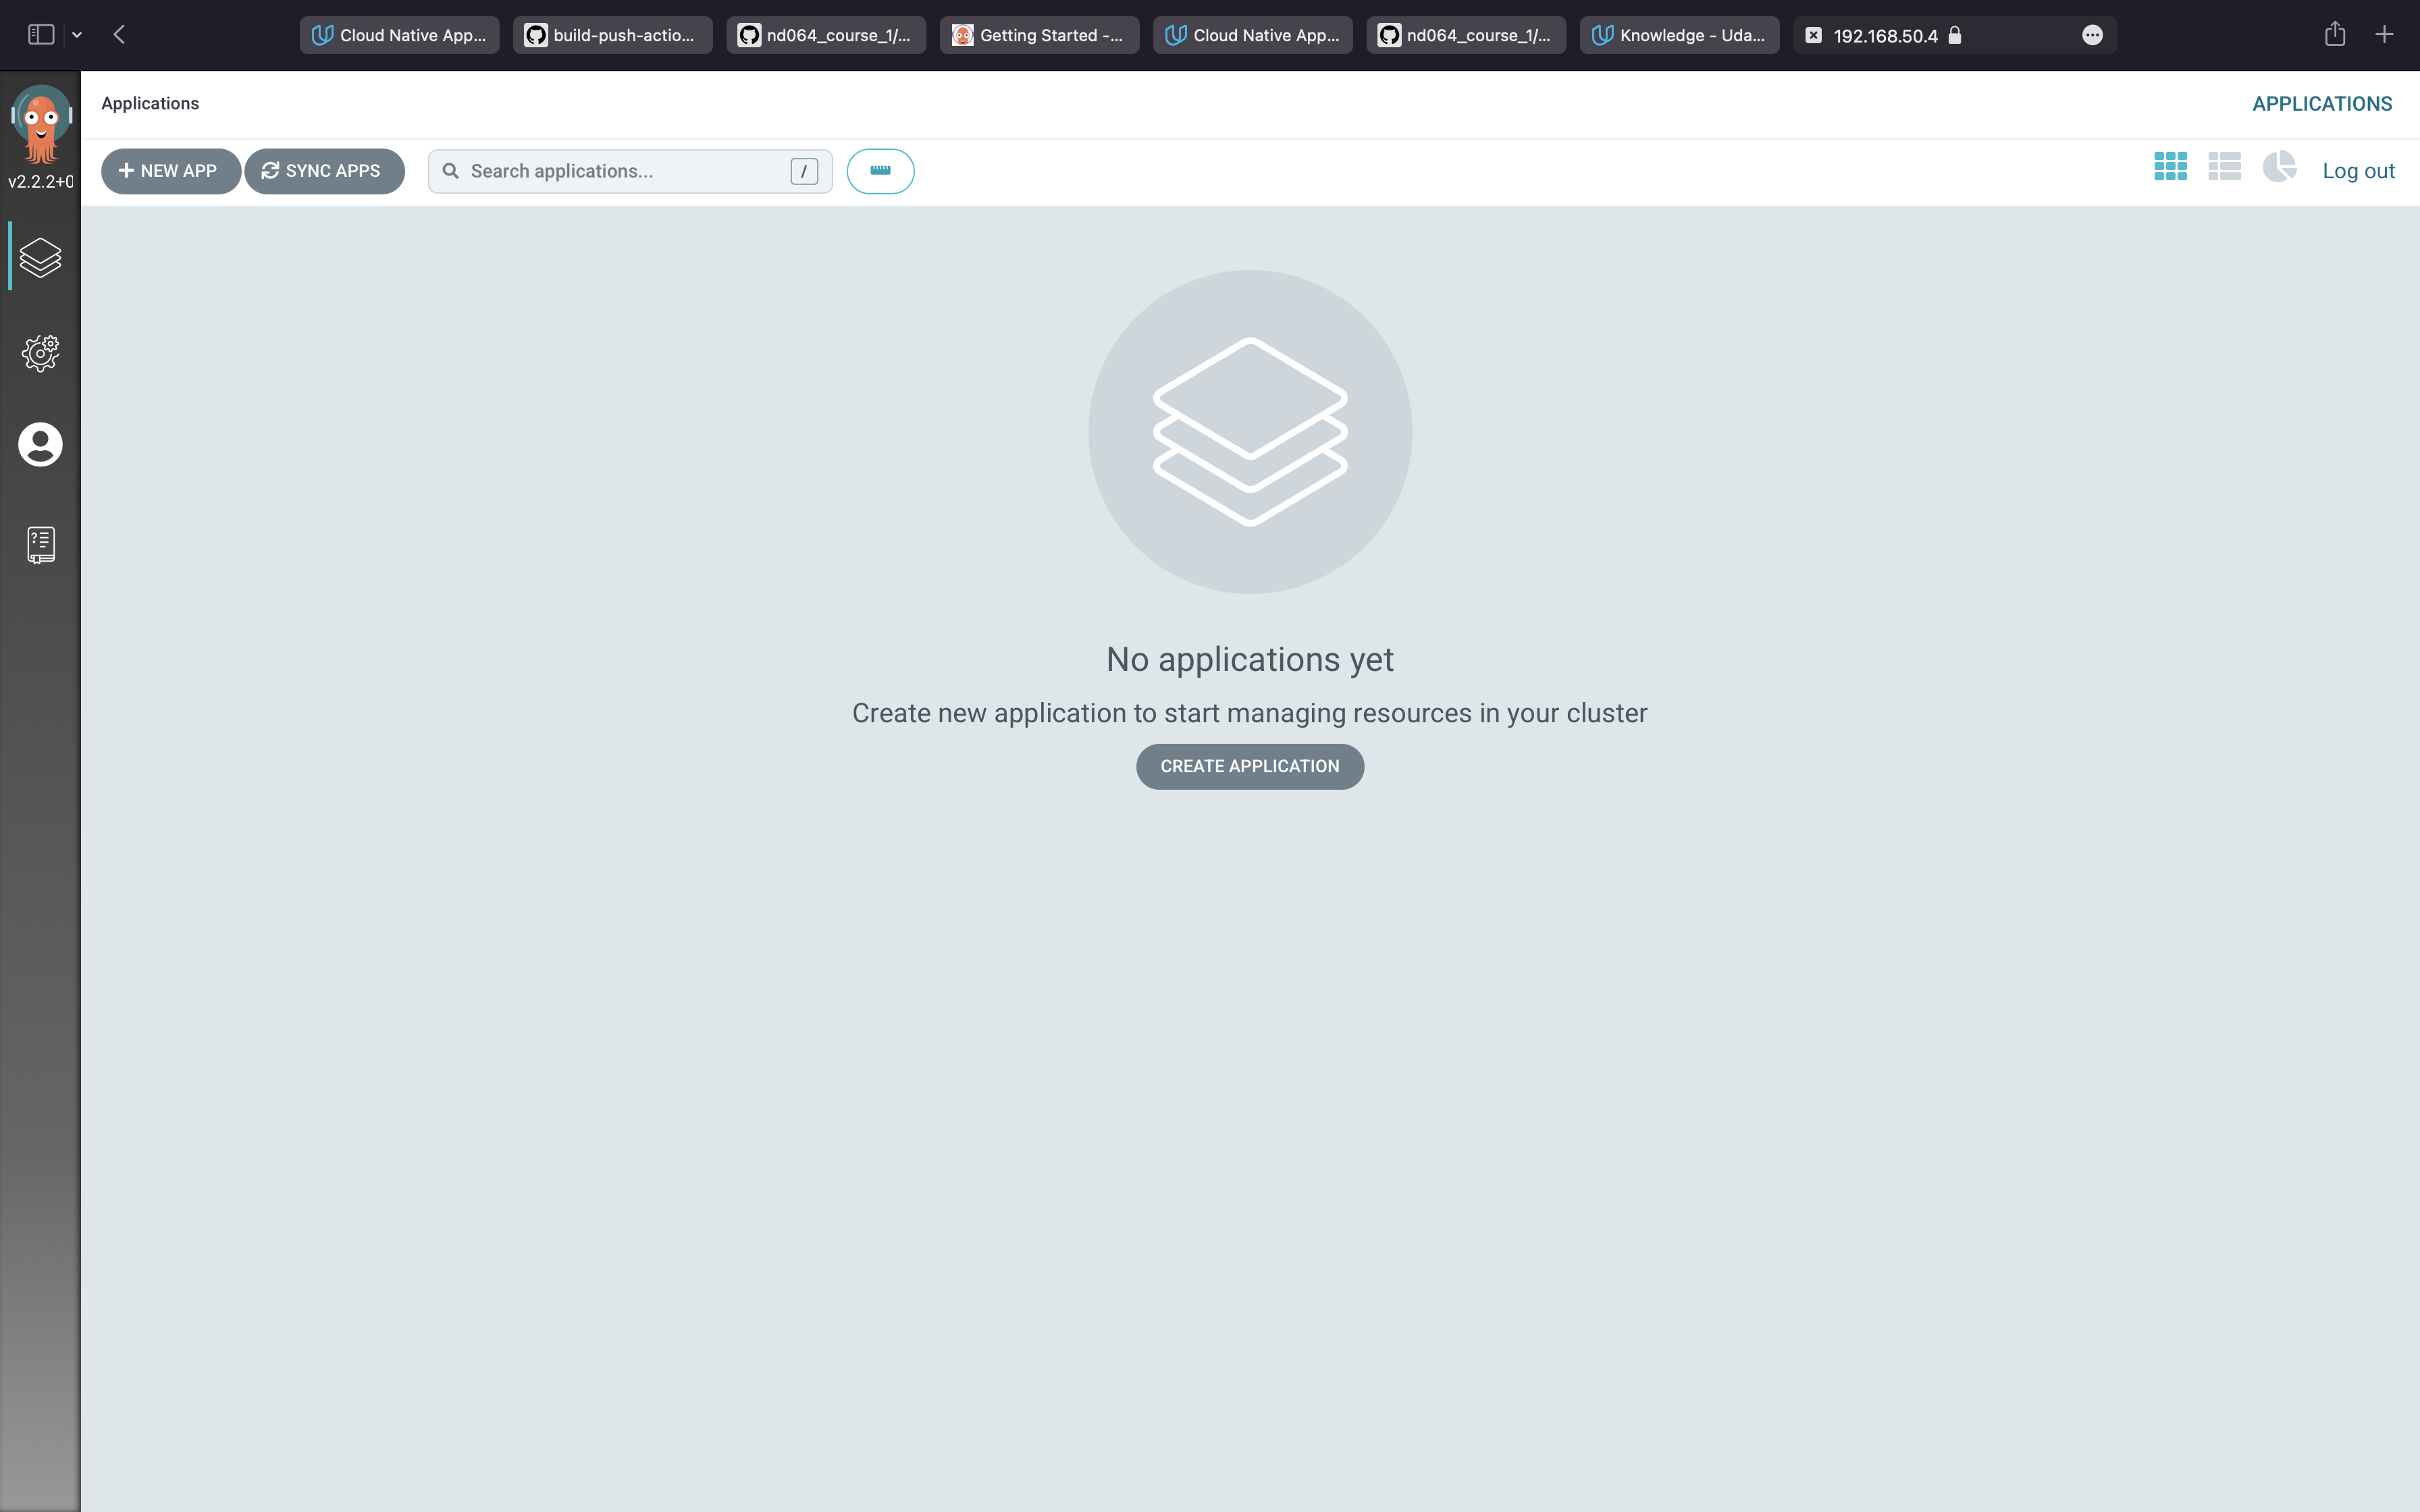 Cloud Native App...
build-push-actio...
nd064_course_1/...
Getting Started -...
Cloud Native App...
nd064_course_1/...
Knowledge - Uda...
192.168.50.4
v2.2.2+0
Applications
APPLICATIONS
NEW APP
SYNC APPS
Search applications...
/
Log out
No applications yet
Create new application to start managing resources in your cluster
CREATE APPLICATION